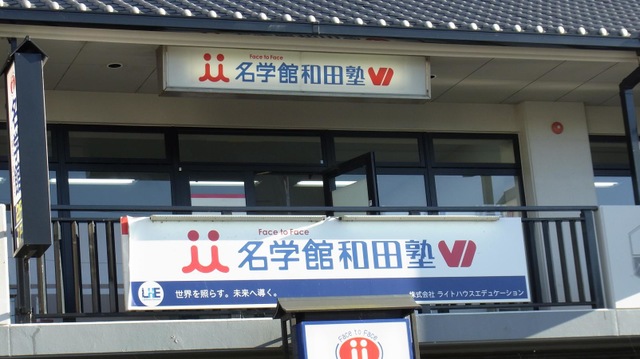 Face to Face
名学館和田塾
Face to Face
名学館和田塾
LHE
世界を照らす。未来へ導く。
株式会社 ライトハウスエデュケーション
Face to Face